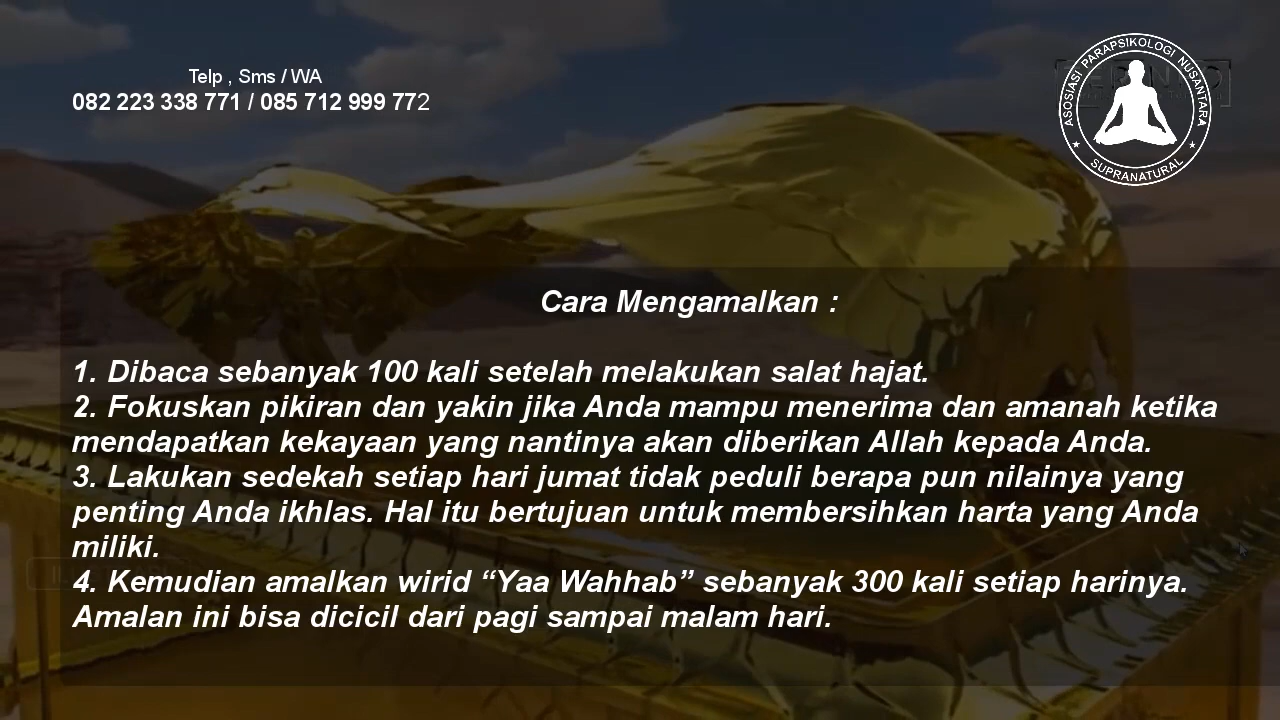 Telp , Sms / WA
082 223 338 771 / 085 712 999 772
ASOSIASI PARAPSIKOLOGI NUSANTARA
SUPRANATURAL
Cara Mengamalkan :
1. Dibaca sebanyak 100 kali setelah melakukan salat hajat.
2. Fokuskan pikiran dan yakin jika Anda mampu menerima dan amanah ketika
mendapatkan kekayaan yang nantinya akan diberikan Allah kepada Anda.
3. Lakukan sedekah setiap hari jumat tidak peduli berapa pun nilainya yang
penting Anda ikhlas. Hal itu bertujuan untuk membersihkan harta yang Anda
miliki.
4. Kemudian amalkan wirid “Yaa Wahhab” sebanyak 300 kali setiap harinya.
Amalan ini bisa dicicil dari pagi sampai malam hari.